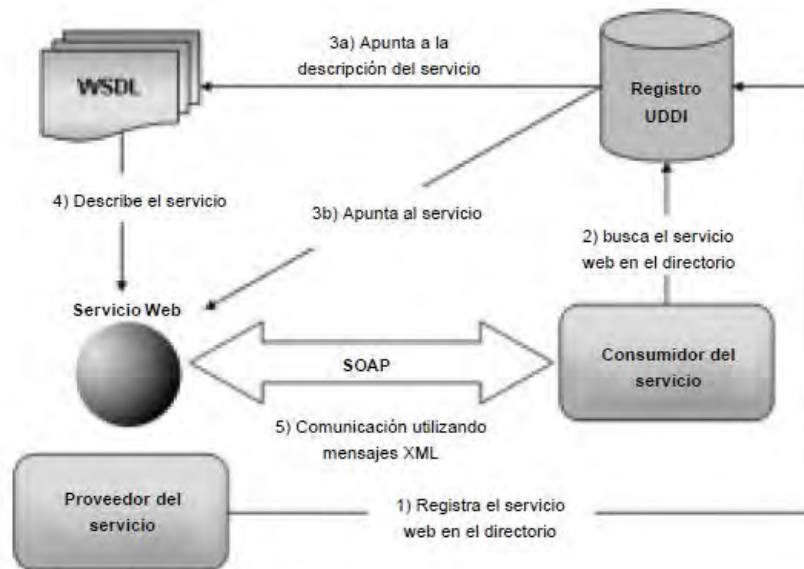 3a) Apunta a la
descripción del servicio
WSDL
Registro
UDDI
4) Describe el servicio
3b) Apunta al servicio
2) busca el servicio
web en el directorio
Servicio Web
SOAP
Consumidor del
servicio
5) Comunicación utilizando
mensajes XML
Proveedor del
servicio
1) Registra el servicio
web en el directorio